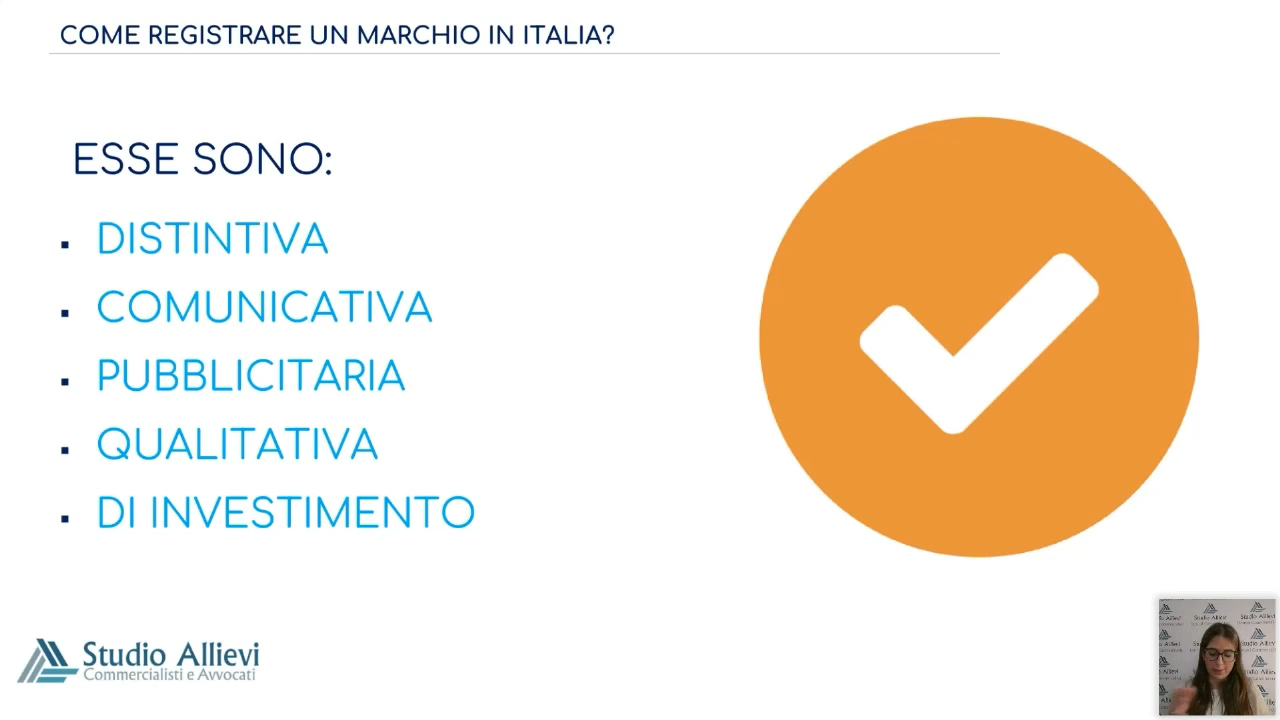 COME REGISTRARE UN MARCHIO IN ITALIA?
ESSE SONO:
▪ DISTINTIVA
▪ COMUNICATIVA
▪ PUBBLICITARIA
▪ QUALITATIVA
▪ DI INVESTIMENTO
Studio Allievi
Commercialisti e Avvocati